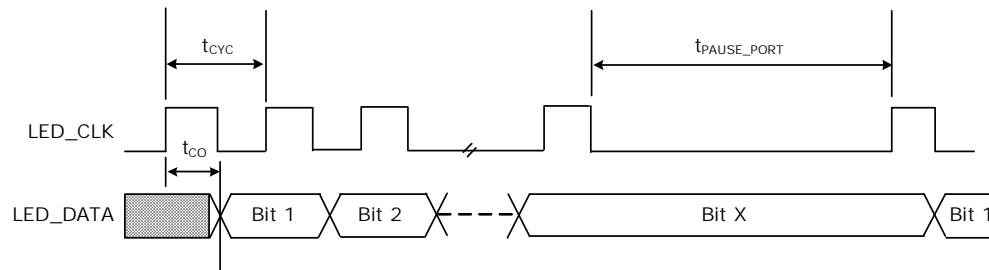 tCYC
tPAUSE_PORT
LED_CLK
tCO
LED_DATA
Bit 1
Bit 2
Bit X
Bit 1